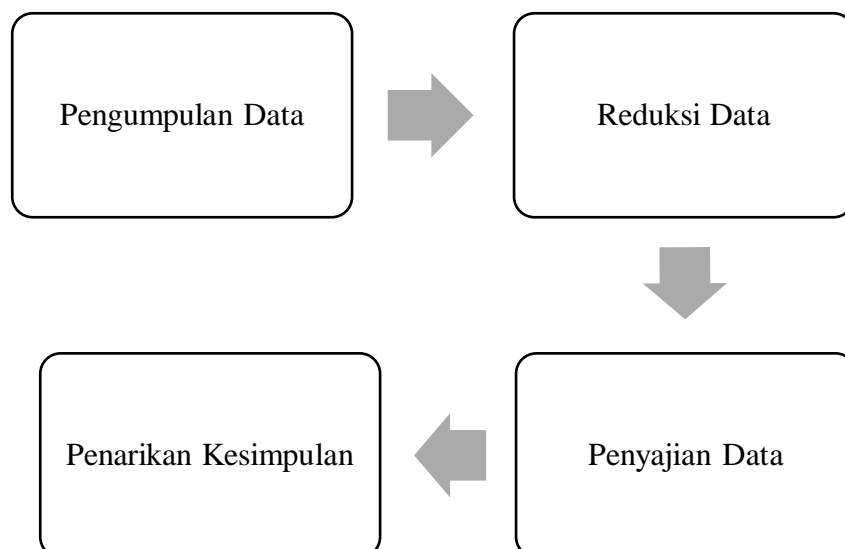 Pengumpulan Data
Reduksi Data
Penyajian Data
Penarikan Kesimpulan